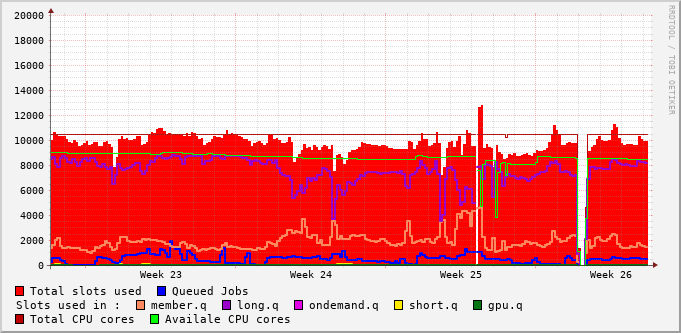 20000
18000
16000
14000
12000
10000
8000
6000
4000
2000
0
Week 23 Week 24 Week 25 Week 26
Total slots used Queued Jobs
Slots used in : member.q long.q ondemand.q short.q gpu.q
Total CPU cores Availale CPU cores
RRDTOOL / TOBI OETIKER